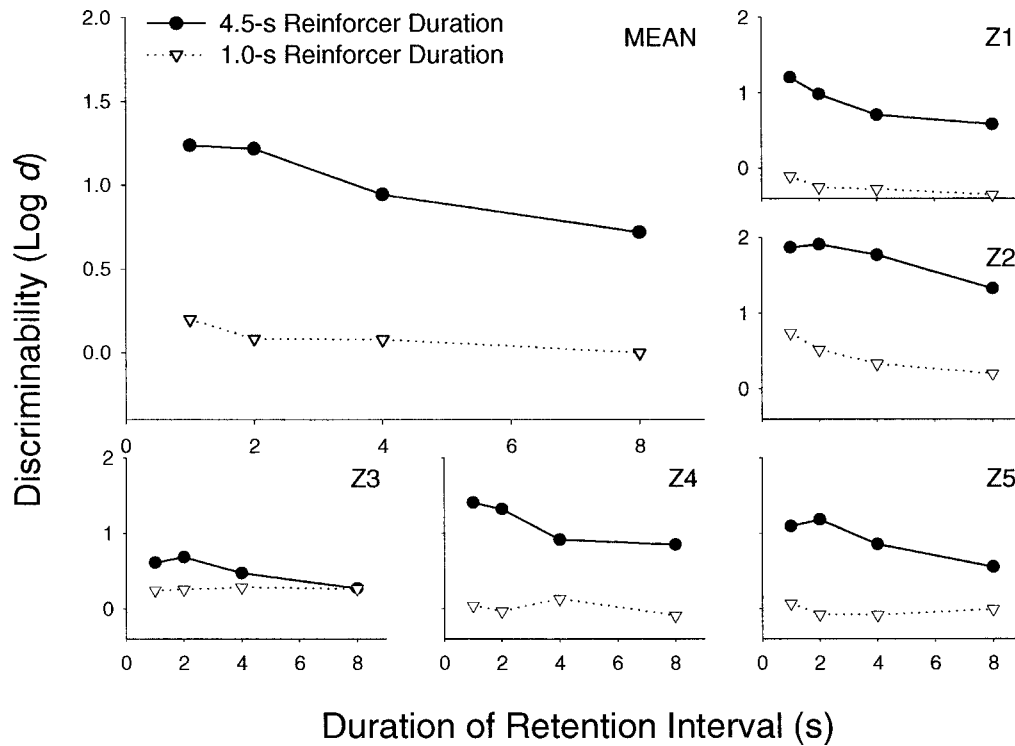 4.5-s Reinforcer Duration
1.0-s Reinforcer Duration
MEAN
Discriminability (Log d)
2.0
1.5
1.0
0.5
0.0
0 2 4 6 8
Z1
2
1
0
Z2
2
1
0
Z3
2
1
0
0 2 4 6 8
Z4
0 2 4 6 8
Z5
0 2 4 6 8
Duration of Retention Interval (s)